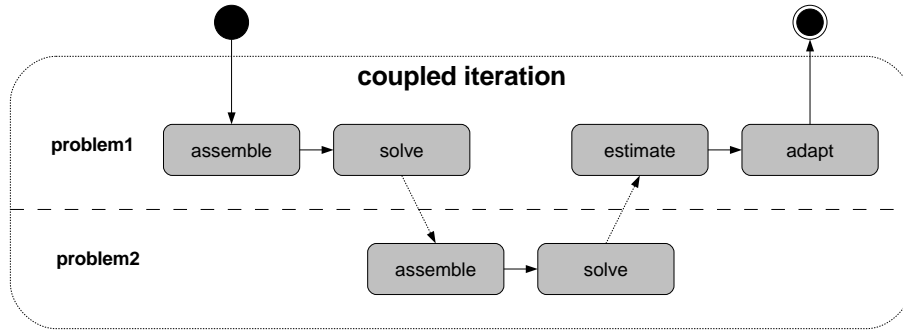 coupled iteration
problem1
assemble
solve
estimate
adapt
problem2
assemble
solve